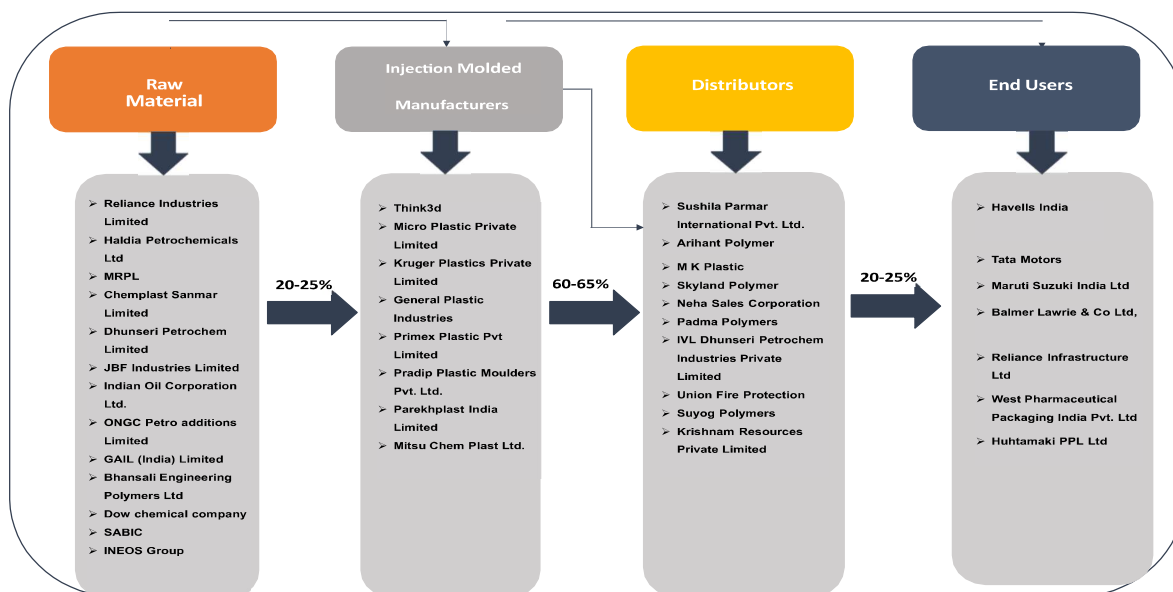 Raw
Material
Reliance Industries
Limited
Haldia Petrochemicals
Ltd
MRPL
Chemplast Sanmar
Limited
Dhunseri Petrochem
Limited
JBF Industries Limited
Indian Oil Corporation
Ltd.
ONGC Petro additions
Limited
GAIL (India) Limited
Bhansali Engineering
Polymers Ltd
Dow chemical company
SABIC
INEOS Group
20-25%
Injection Molded
Manufacturers
Think3d
Micro Plastic Private
Limited
Kruger Plastics Private
Limited
General Plastic
Industries
Primex Plastic Pvt
Limited
Pradip Plastic Moulders
Pvt. Ltd.
Parekhplast India
Limited
Mitsu Chem Plast Ltd.
60-65%
Distributors
Sushila Parmar
International Pvt. Ltd.
Arihant Polymer
M K Plastic
Skyland Polymer
Neha Sales Corporation
Padma Polymers
IVL Dhunseri Petrochem
Industries Private
Limited
Union Fire Protection
Suyog Polymers
Krishnam Resources
Private Limited
20-25%
End Users
Havells India
Tata Motors
Maruti Suzuki India Ltd
Balmer Lawrie & Co Ltd,
Reliance Infrastructure
Ltd
West Pharmaceutical
Packaging India Pvt. Ltd
Huhtamaki PPL Ltd